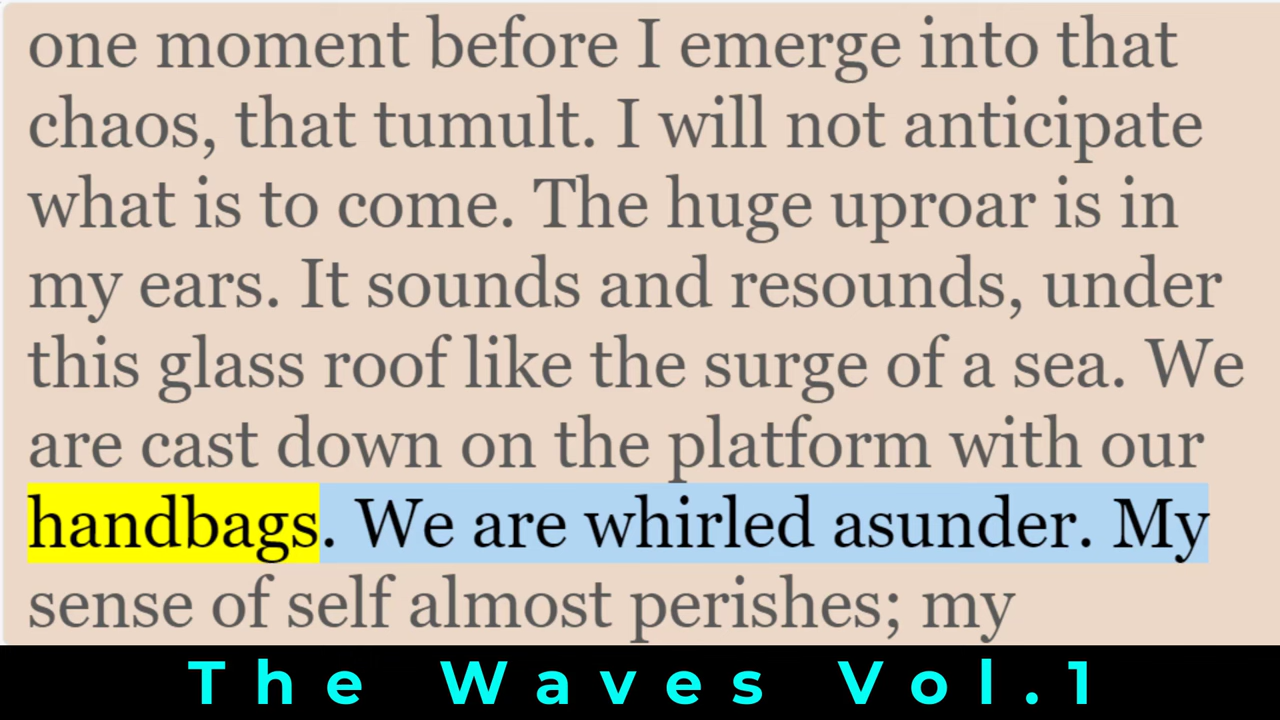 one moment before I emerge into that
chaos, that tumult. I will not anticipate
what is to come. The huge uproar is in
my ears. It sounds and resounds, under
this glass roof like the surge of a sea. We
are cast down on the platform with our
handbags. We are whirled asunder. My
sense of self almost perishes; my
The Waves Vol.1